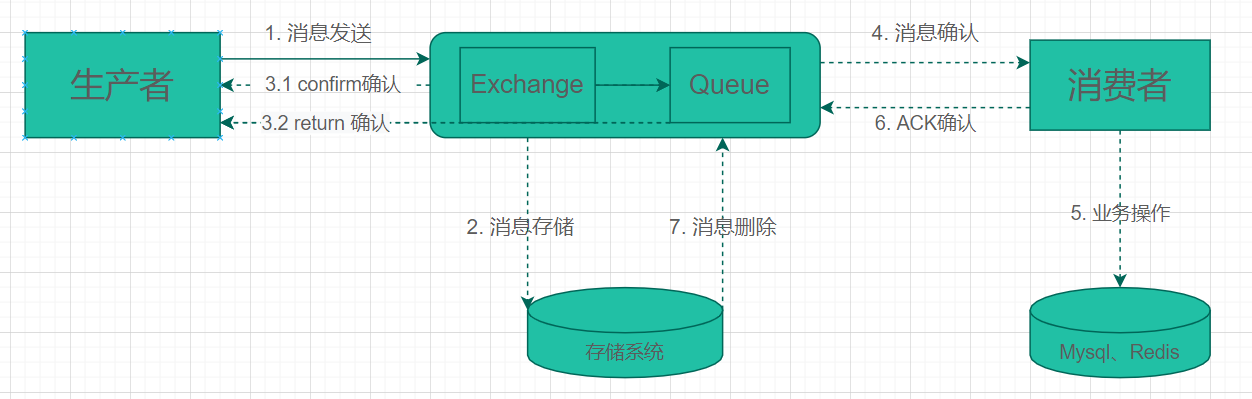 1. 消息发送
4. 消息确认
生产者
3.1 confirm确认
Exchange
Queue
消费者
3.2 return 确认
6. ACK确认
2. 消息存储
7. 消息删除
5. 业务操作
存储系统
Mysql、Redis